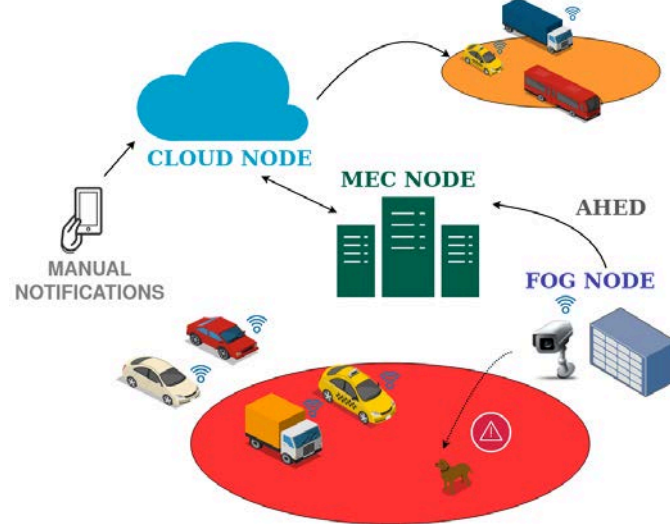 CLOUD NODE
MEC NODE
AHED
MANUAL
NOTIFICATIONS
FOG NODE